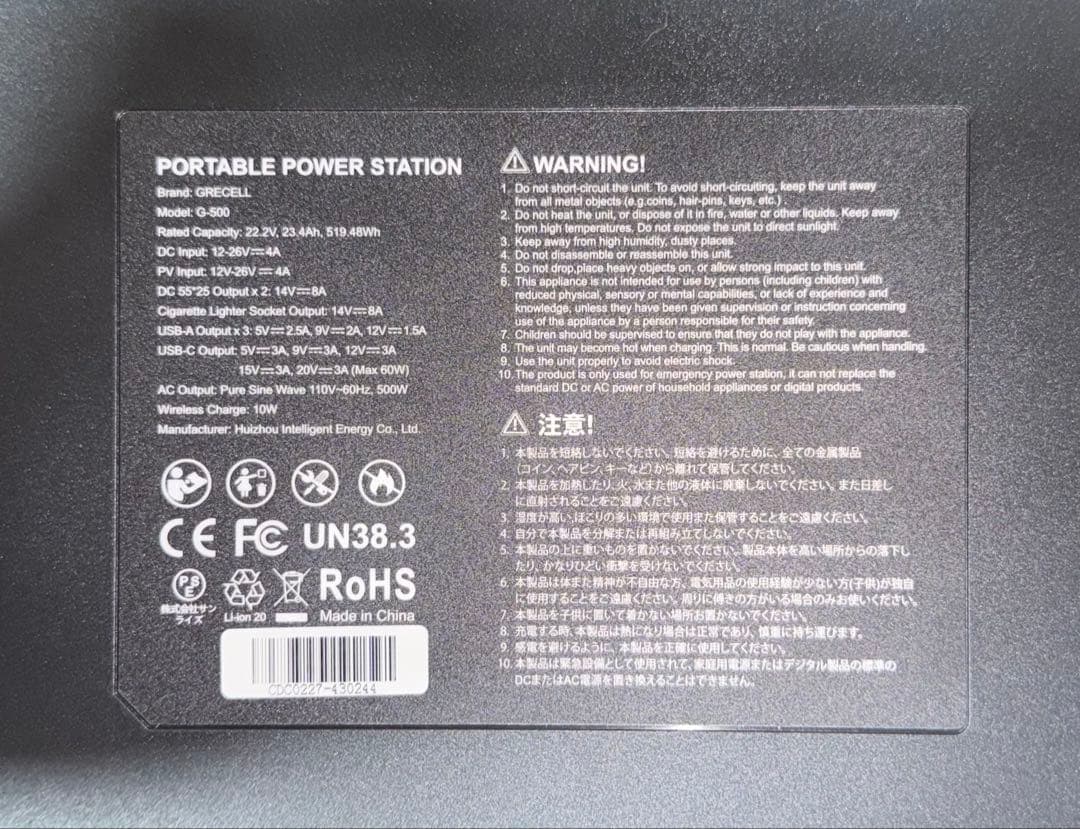 PORTABLE POWER STATION
Brand: GRECELL
Model: G-500
Rated Capacity: 22.2V, 23.4Ah, 519.48Wh
DC Input: 12-26V⎓4A
PV Input: 12V-26V⎓ 4A
DC 55*25 Output x 2: 14V⎓8A
Cigarette Lighter Socket Output: 14V⎓8A
USB-A Output x 3: 5V⎓2.5A, 9V⎓2A, 12V⎓1.5A
USB-C Output: 5V⎓3A, 9V⎓3A, 12V⎓3A
15V⎓3A, 20V⎓3A (Max 60W)
AC Output: Pure Sine Wave 110V~60Hz, 500W
Wireless Charge: 10W
Manufacturer: Huizhou Intelligent Energy Co., Ltd.
CE FC UN38.3
PSE
株式会社サン
ライズ
Li-ion 20
RoHS
Made in China
CDC0227-430244
WARNING!
1. Do not short-circuit the unit. To avoid short-circuiting, keep the unit away
from all metal objects (e.g.coins, hair-pins, keys, etc.) .
2. Do not heat the unit, or dispose of it in fire, water or other liquids. Keep away
from high temperatures. Do not expose the unit to direct sunlight.
3. Keep away from high humidity, dusty places.
4. Do not disassemble or reassemble this unit.
5. Do not drop,place heavy objects on, or allow strong impact to this unit.
6. This appliance is not intended for use by persons (including children) with
reduced physical, sensory or mental capabilities, or lack of experience and
knowledge, unless they have been given supervision or instruction concerning
use of the appliance by a person responsible for their safety.
7. Children should be supervised to ensure that they do not play with the appliance.
8. The unit may become hot when charging. This is normal. Be cautious when handling.
9. Use the unit properly to avoid electric shock.
10. The product is only used for emergency power station, it can not replace the
standard DC or AC power of household appliances or digital products.
注意!
1. 本製品を短絡しないでください。短絡を避けるために、全ての金属製品
(コイン、ヘアピン、キーなど)から離れて保管してください。
2. 本製品を加熱したり、火、水また他の液体に廃棄しないでください。また日差し
に直射されることをご遠慮ください。
3. 湿度が高い,ほこりの多い環境で使用また保管することをご遠慮ください。
4. 自分で本製品を分解または再組み立てしないでください。
5. 本製品の上に重いものを置かないでください。製品本体を高い場所からの落下し
たり、かなりひどい衝撃を受けないでください。
6. 本製品は体また精神が不自由な方、電気用品の使用経験が少ない方(子供)が独自
に使用することをご遠慮ください。周りに傅きの方がいる場合のみお使いください。
7. 本製品を子供に置いて着かない場所お置かないでください。
8. 充電する時、本製品は熱になり場合は正常であり、慎重に持ち運びます。
9. 感電を避けるように、本製品を正確に使用してください。
10. 本製品は緊急設備として使用されて、家庭用電源またはデジタル製品の標準の
DCまたはAC電源を置き換えることはできません。